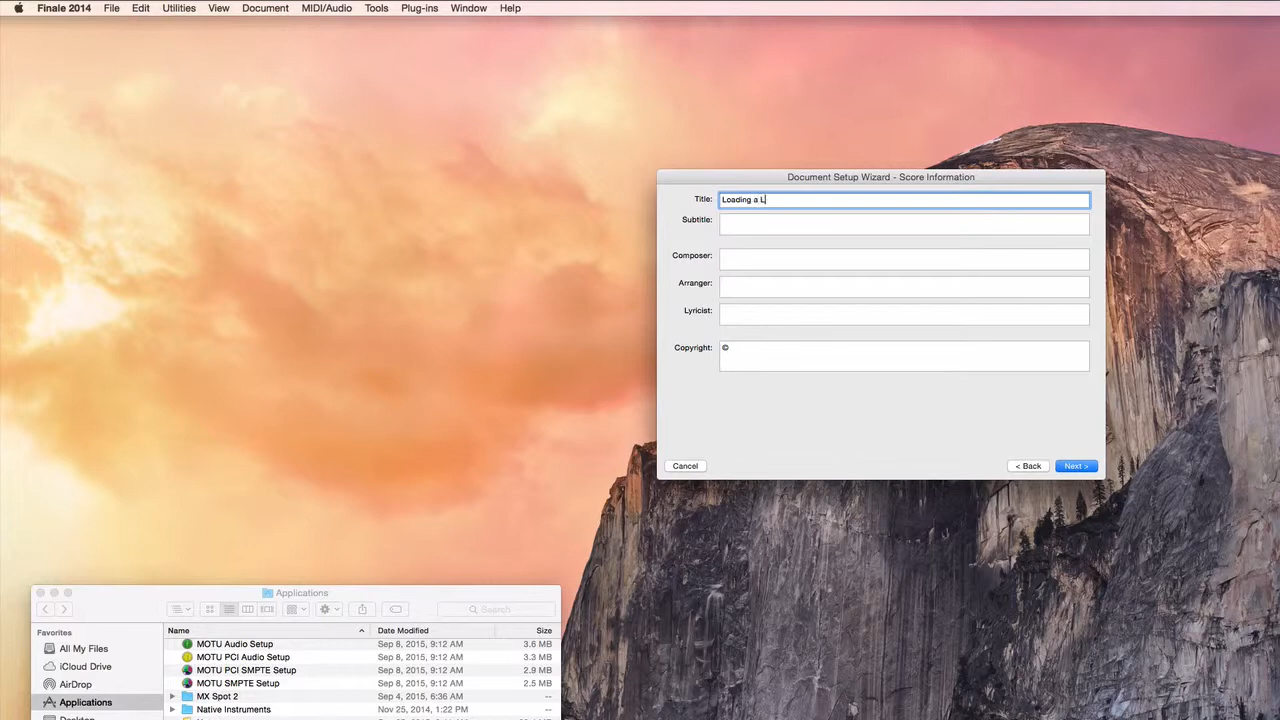 Finale 2014 File Edit Utilities View Document MIDI/Audio Tools Plug-ins Window Help
Document Setup Wizard - Score Information
Title: Loading a L
Subtitle:
Composer:
Arranger:
Lyricist:
Copyright: ©
Cancel < Back Next >
Applications
Search
Favorites
All My Files
iCloud Drive
AirDrop
Applications
Desktop
Name Date Modified Size
MOTU Audio Setup Sep 8, 2015, 9:12 AM 3.6 MB
MOTU PCI Audio Setup Sep 8, 2015, 9:12 AM 3.3 MB
MOTU PCI SMPTE Setup Sep 8, 2015, 9:12 AM 2.9 MB
MOTU SMPTE Setup Sep 8, 2015, 9:12 AM 2.5 MB
MX Spot 2 Sep 4, 2015, 6:36 AM --
Native Instruments Nov 25, 2014, 1:22 PM --